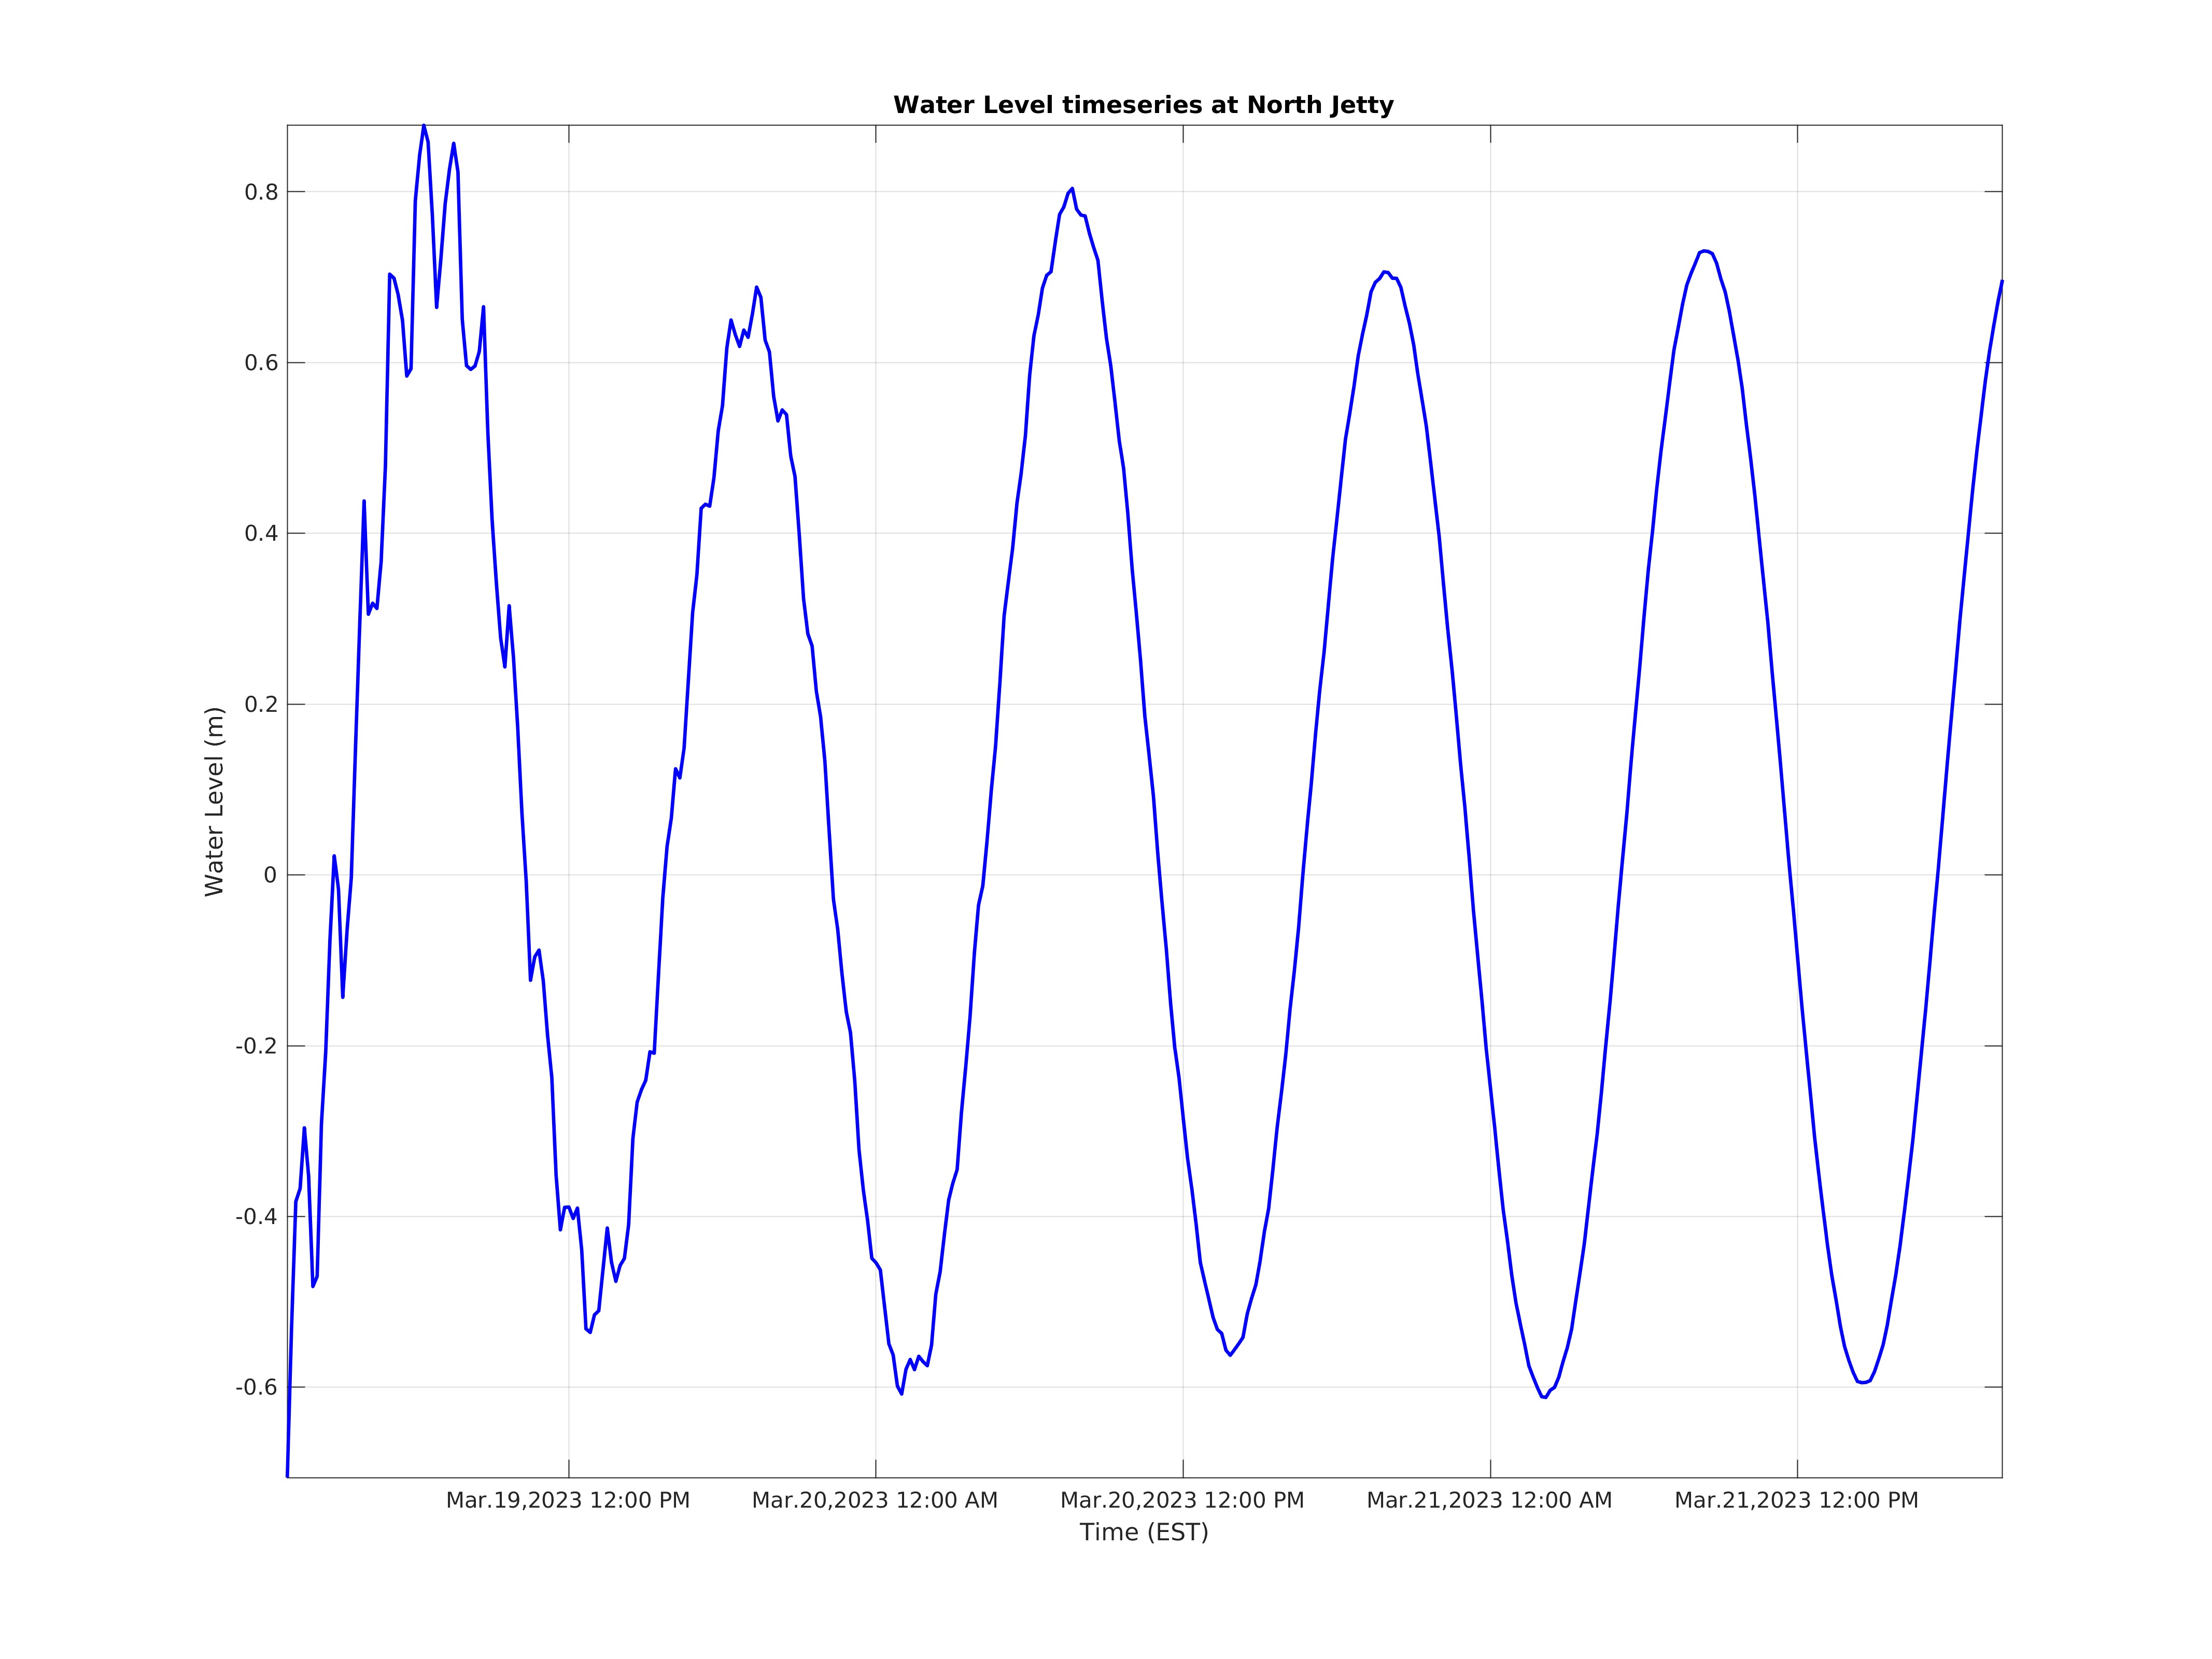 Water Level timeseries at North Jetty
0.8
0.6
0.4
0.2
0
-0.2
-0.4
-0.6
Water Level (m)
Mar.19,2023 12:00 PM
Mar.20,2023 12:00 AM
Mar.20,2023 12:00 PM
Mar.21,2023 12:00 AM
Mar.21,2023 12:00 PM
Time (EST)